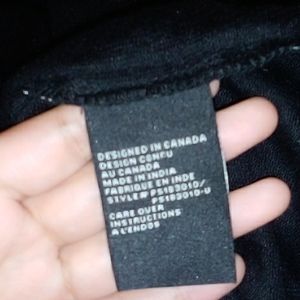 DESIGNED IN CANADA
DESIGN CONÇU
AU CANADA
MADE IN INDIA
FABRIQUE EN INDE
STYLE# PS183010/
PS183010-U
CARE OVER
INSTRUCTIONS
A L'ENDOS